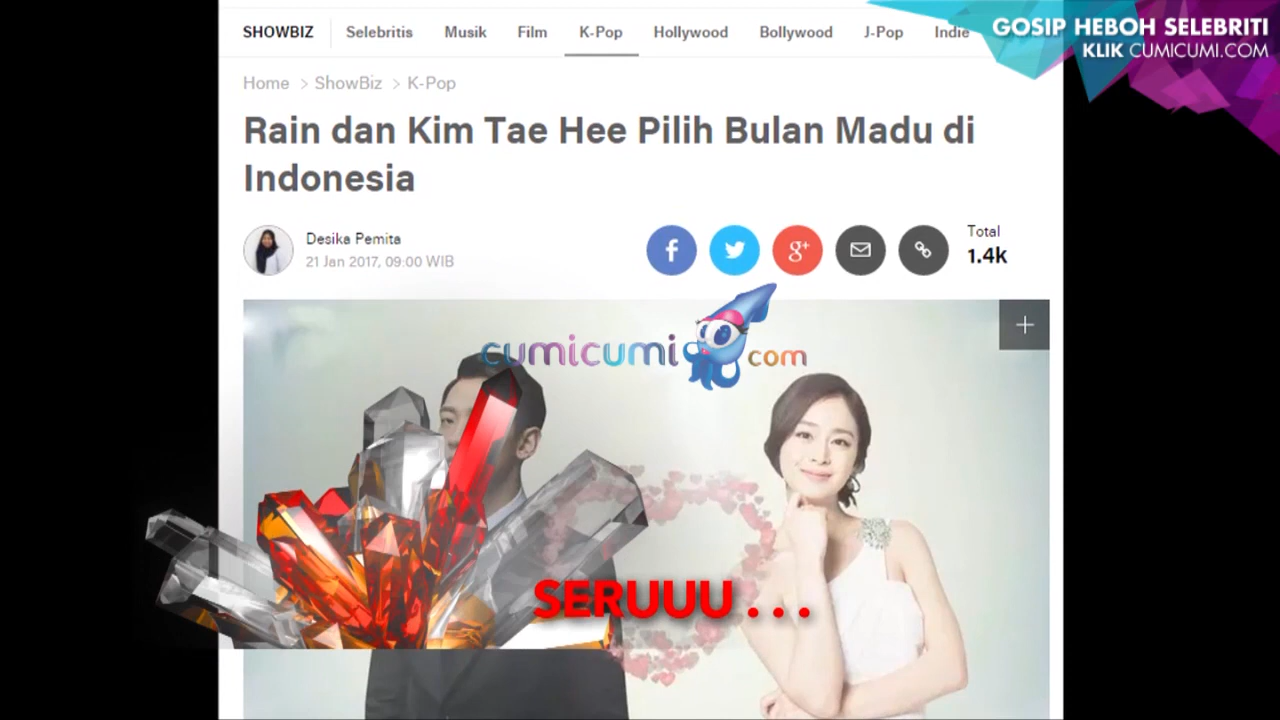 GOSIP HEBOH SELEBRITI
KLIK CUMICUMI.COM
SHOWBIZ Selebritis Musik Film K-Pop Hollywood Bollywood J-Pop Indie
Home > ShowBiz > K-Pop
Rain dan Kim Tae Hee Pilih Bulan Madu di
Indonesia
Desika Pemita
21 Jan 2017, 09:00 WIB
Total
1.4k
cumicumi.com
SERUUU . . .